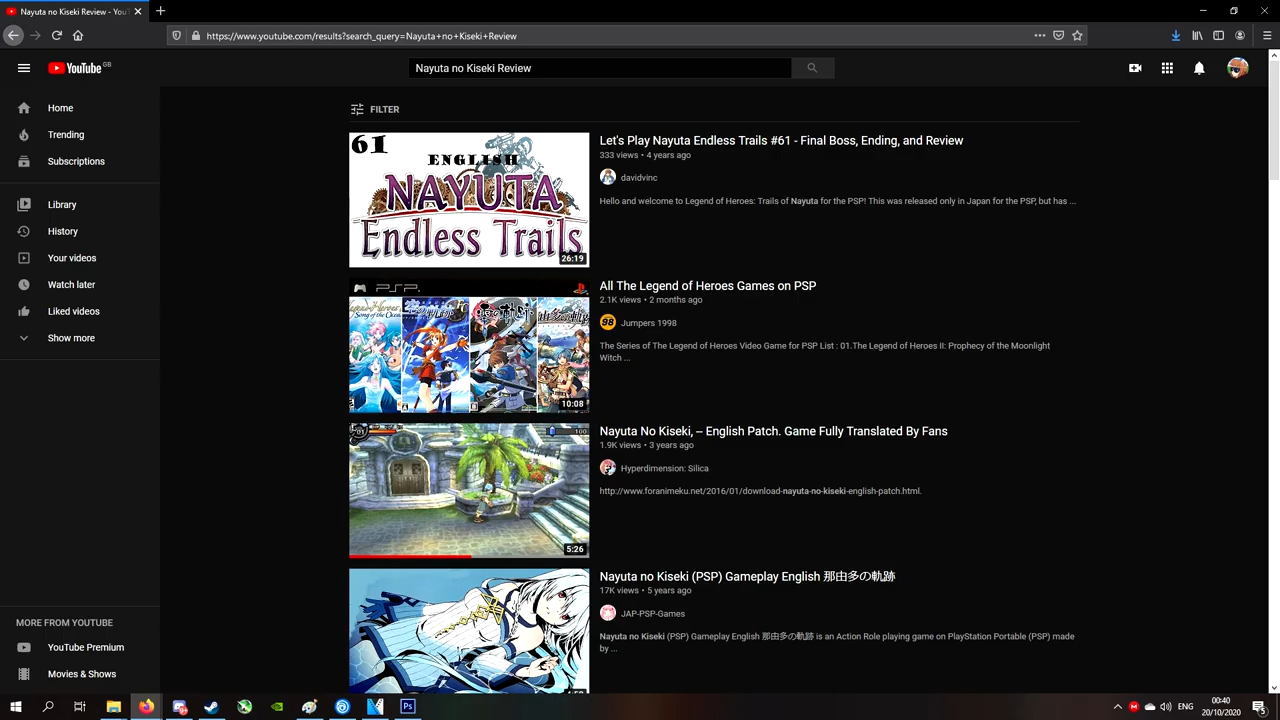 Nayuta no Kiseki Review - YouT
https://www.youtube.com/results?search_query=Nayuta+no+Kiseki+Review
YouTube GB
Nayuta no Kiseki Review
Home
Trending
Subscriptions
Library
History
Your videos
Watch later
Liked videos
Show more
MORE FROM YOUTUBE
YouTube Premium
Movies & Shows
FILTER
61
ENGLISH
NAYUTA
Endless Trails
26:19
Let's Play Nayuta Endless Trails #61 - Final Boss, Ending, and Review
333 views • 4 years ago
davidvinc
Hello and welcome to Legend of Heroes: Trails of Nayuta for the PSP! This was released only in Japan for the PSP, but has ...
PSP
10:08
All The Legend of Heroes Games on PSP
2.1K views • 2 months ago
98
Jumpers 1998
The Series of The Legend of Heroes Video Game for PSP List : 01.The Legend of Heroes II: Prophecy of the Moonlight
Witch ...
01
100
5:26
Nayuta No Kiseki, – English Patch. Game Fully Translated By Fans
1.9K views • 3 years ago
Hyperdimension: Silica
http://www.foranimeku.net/2016/01/download-nayuta-no-kiseki-english-patch.html.
Nayuta no Kiseki (PSP) Gameplay English 那由多の軌跡
17K views • 5 years ago
JAP-PSP-Games
Nayuta no Kiseki (PSP) Gameplay English 那由多の軌跡 is an Action Role playing game on PlayStation Portable (PSP) made
by ...
Ps
ENG
00:40
20/10/2020